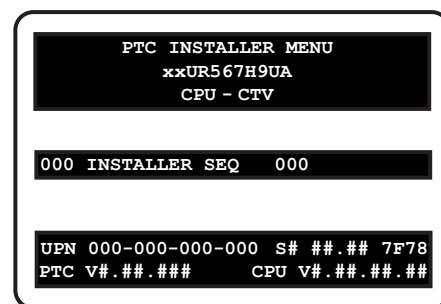 PTC INSTALLER MENU
xxUR567H9UA
CPU – CTV
000 INSTALLER SEQ 000
UPN 000-000-000-000 S# ##.## 7F78
PTC V#.##.### CPU V#.##.##.##